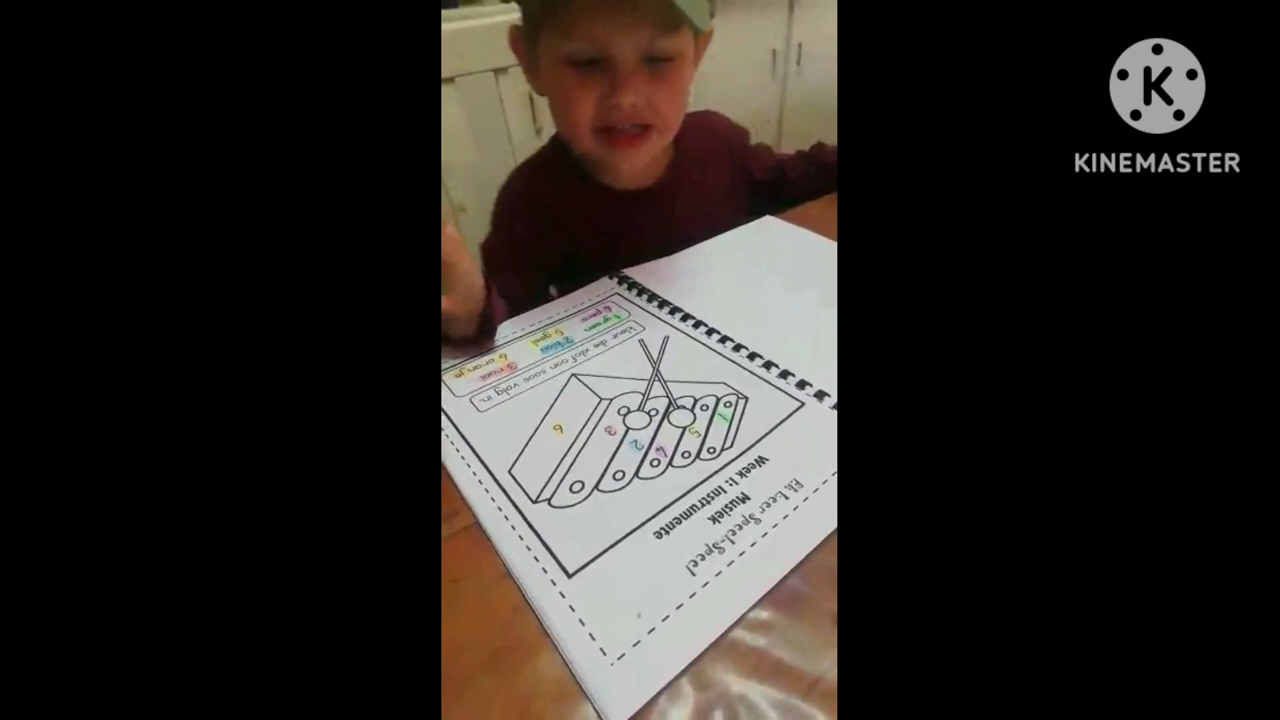 Ek Leer Speel-Speel
Musiek
Week 1: Instrumente
1
5
4
2
3
6
Kleur die xilofoon soos volg in.
1 groen
2 blou
3 rooi
4 pers
5 geel
6 oranje
KINEMASTER